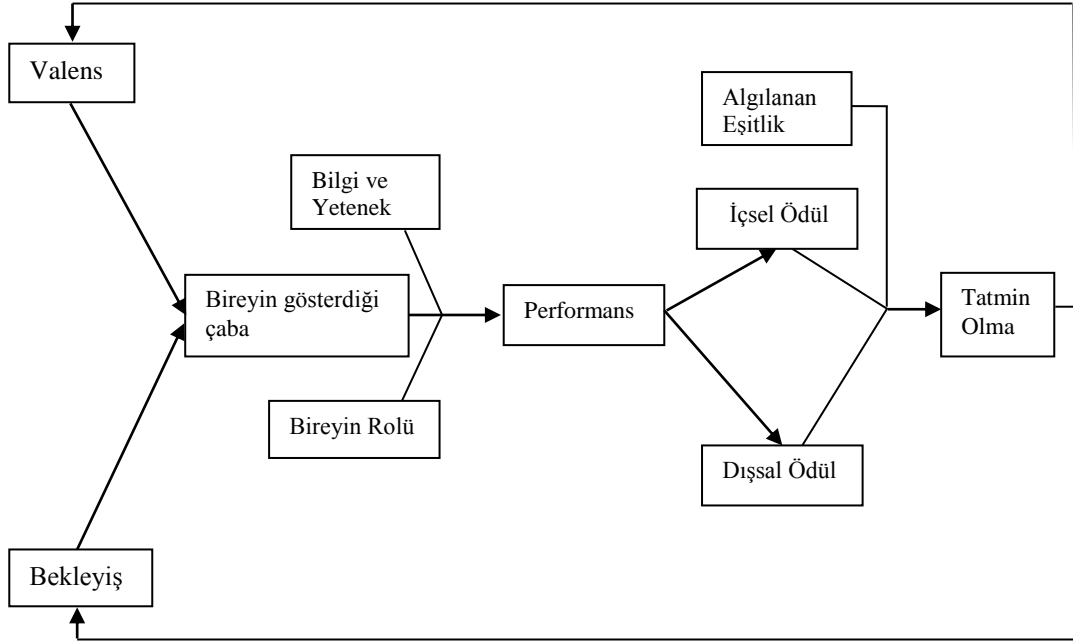 Valens
Algılanan
Eşitlik
Bilgi ve
Yetenek
İçsel Ödül
Bireyin gösterdiği
çaba
Performans
Tatmin
Olma
Bireyin Rolü
Dışsal Ödül
Bekleyiş